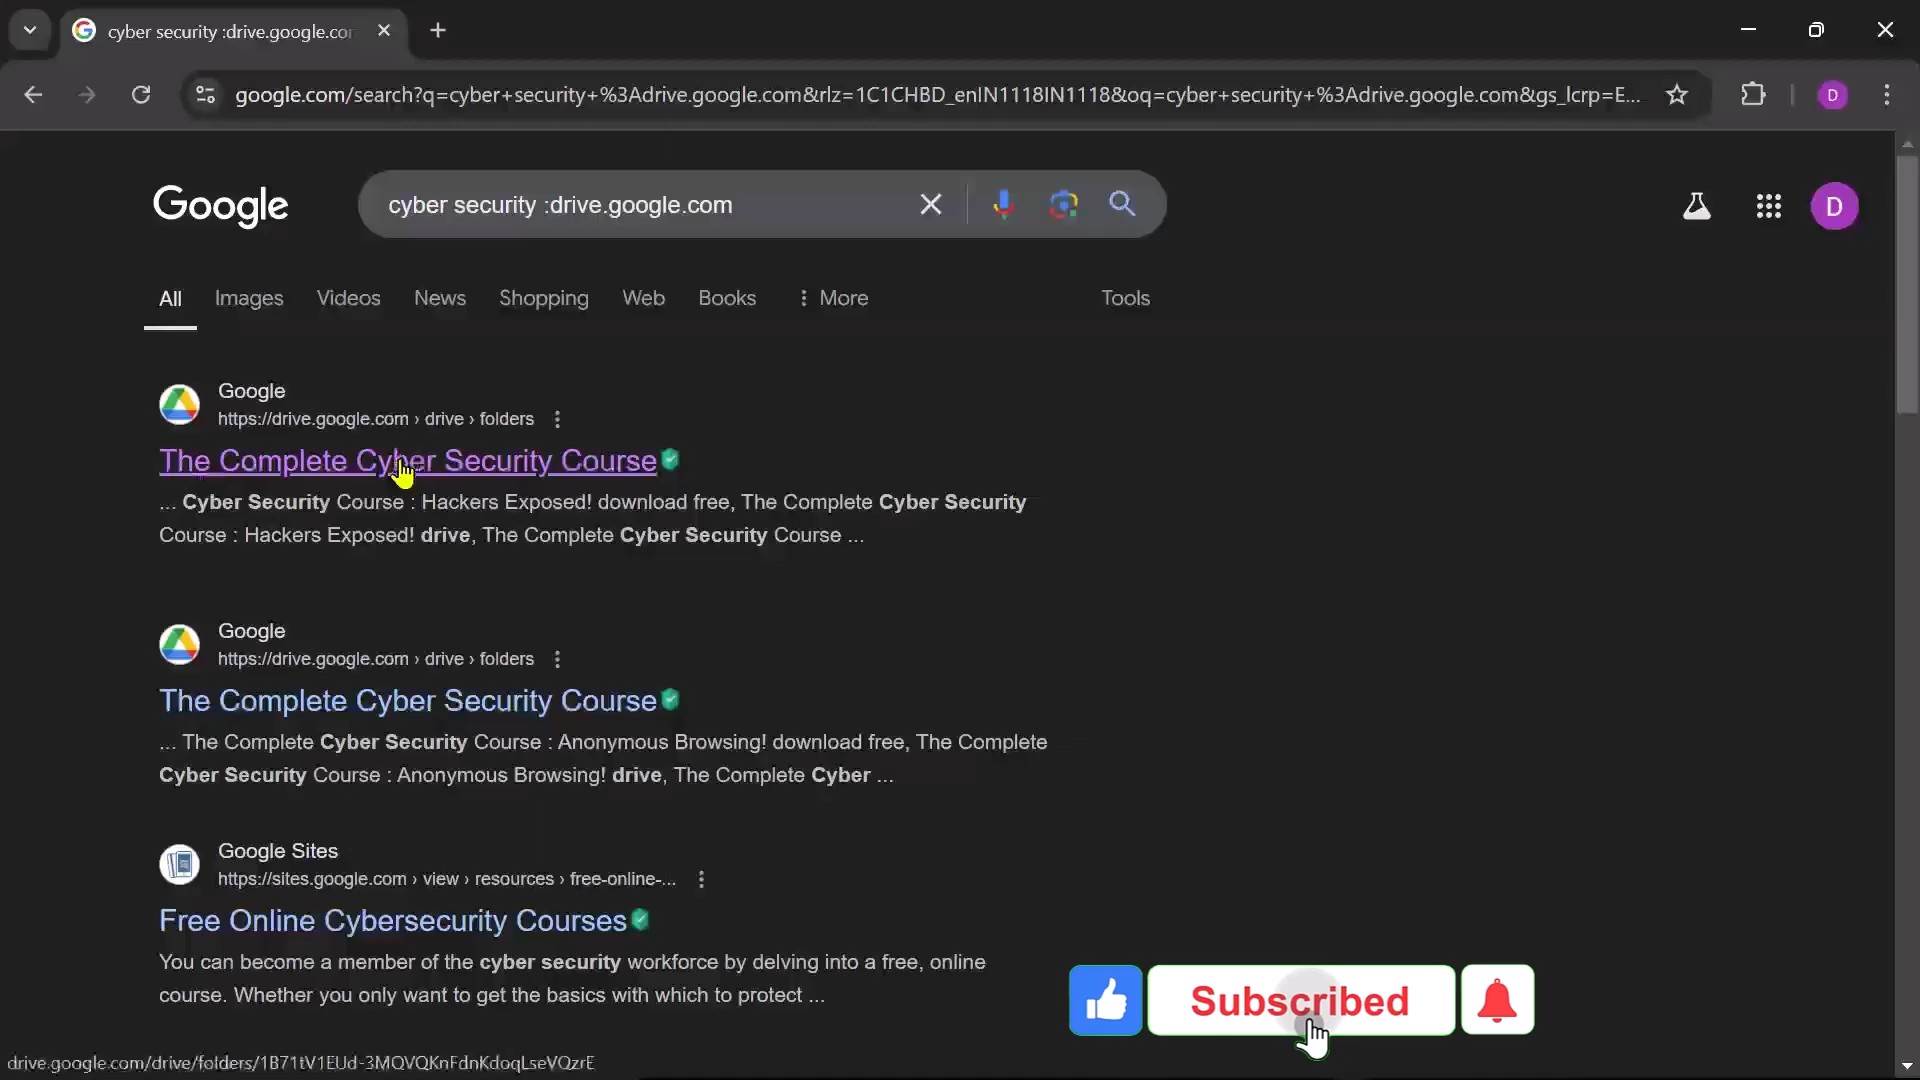 cyber security :drive.google.co
google.com/search?q=cyber+security+%3Adrive.google.com&rlz=1C1CHBD_enIN1118IN1118&oq=cyber+security+%3Adrive.google.com&gs_lcrp=E...
D
Google
cyber security :drive.google.com
D
All Images Videos News Shopping Web Books More Tools
Google
https://drive.google.com › drive › folders
The Complete Cyber Security Course
... Cyber Security Course : Hackers Exposed! download free, The Complete Cyber Security
Course : Hackers Exposed! drive, The Complete Cyber Security Course ...
Google
https://drive.google.com › drive › folders
The Complete Cyber Security Course
... The Complete Cyber Security Course : Anonymous Browsing! download free, The Complete
Cyber Security Course : Anonymous Browsing! drive, The Complete Cyber ...
Google Sites
https://sites.google.com › view › resources › free-online-...
Free Online Cybersecurity Courses
You can become a member of the cyber security workforce by delving into a free, online
course. Whether you only want to get the basics with which to protect ...
Subscribed
drive.google.com/drive/folders/1B71tV1EUd-3MQVQKnFdnKdoqLseVQzrE